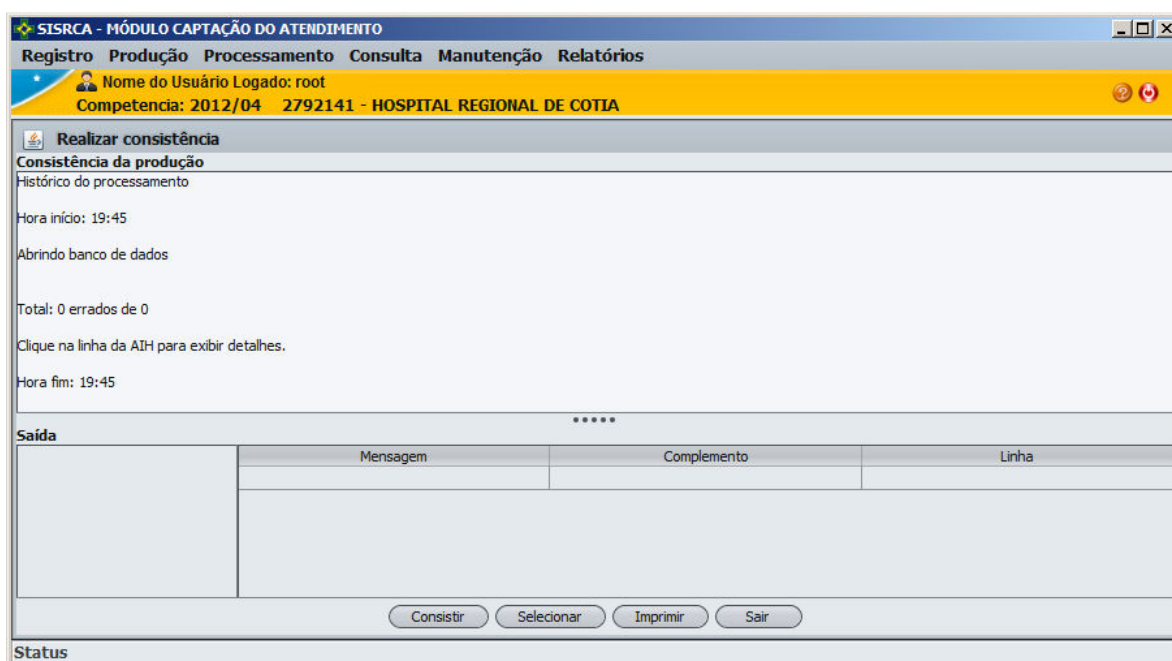 SISRCA - MÓDULO CAPTAÇÃO DO ATENDIMENTO
Registro Produção Processamento Consulta Manutenção Relatórios
Nome do Usuário Logado: root
Competencia: 2012/04 2792141 - HOSPITAL REGIONAL DE COTIA
Realizar consistência
Consistência da produção
Histórico do processamento
Hora início: 19:45
Abrindo banco de dados
Total: 0 errados de 0
Clique na linha da AIH para exibir detalhes.
Hora fim: 19:45
Saída
Mensagem Complemento Linha
Consistir Selecionar Imprimir Sair
Status